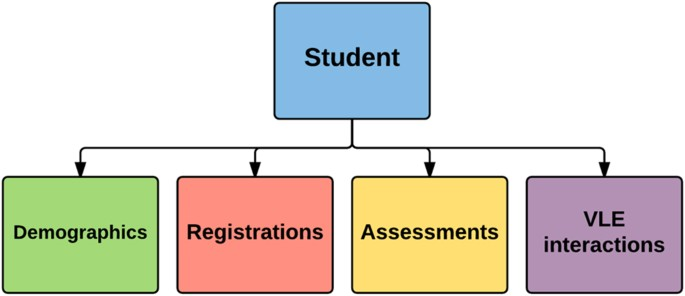 Student
Demographics
Registrations
Assessments
VLE
interactions